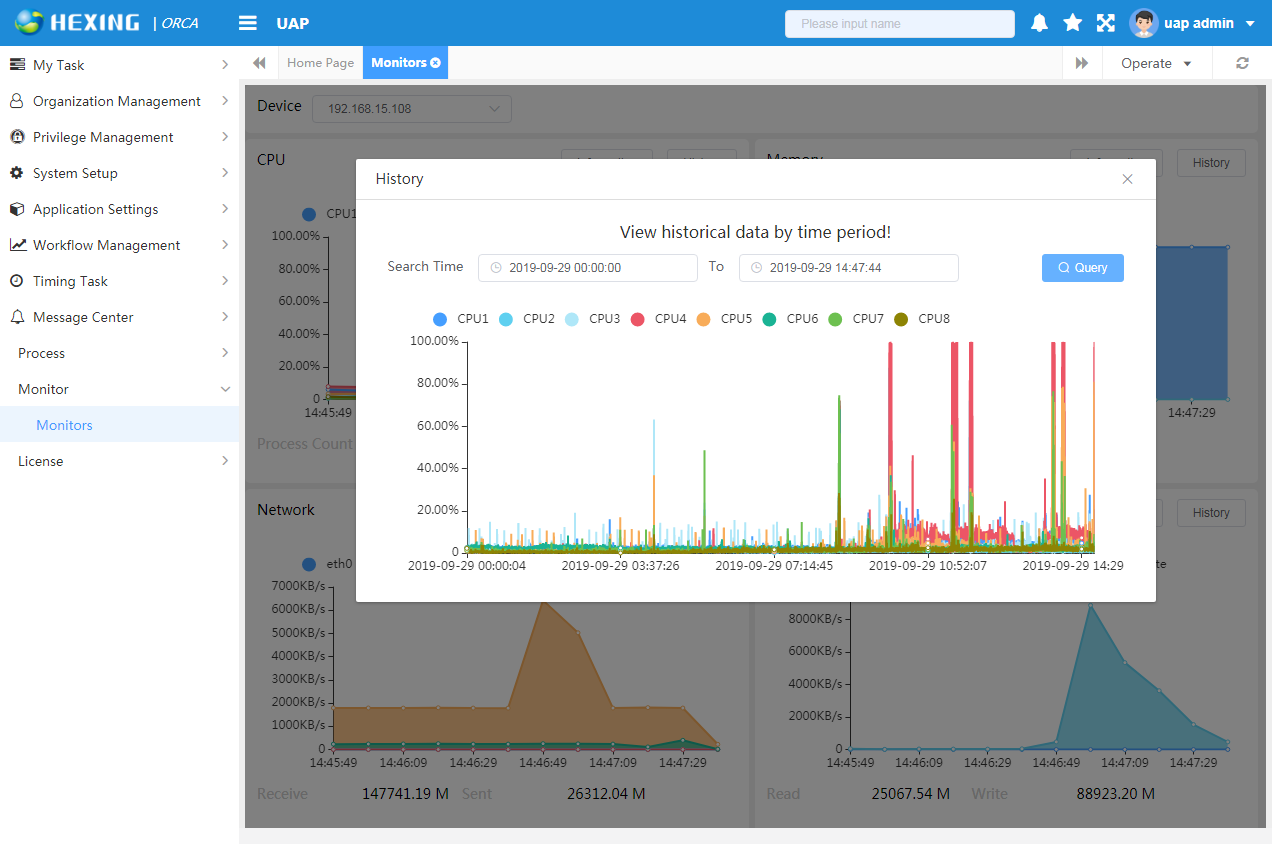 HEXING | ORCA UAP Please input name uap admin
My Task
Organization Management
Privilege Management
System Setup
Application Settings
Workflow Management
Timing Task
Message Center
Process
Monitor
Monitors
License
Home Page Monitors Operate
Device 192.168.15.108
CPU
Memory History
CPU1
100.00%
80.00%
60.00%
40.00%
20.00%
0
14:45:49
14:47:29
Process Count
History
View historical data by time period!
Search Time 2019-09-29 00:00:00 To 2019-09-29 14:47:44 Query
CPU1 CPU2 CPU3 CPU4 CPU5 CPU6 CPU7 CPU8
100.00%
80.00%
60.00%
40.00%
20.00%
0
2019-09-29 00:00:04 2019-09-29 03:37:26 2019-09-29 07:14:45 2019-09-29 10:52:07 2019-09-29 14:29
Network
History
eth0
7000KB/s
6000KB/s
5000KB/s
4000KB/s
3000KB/s
2000KB/s
1000KB/s
0
14:45:49 14:46:09 14:46:29 14:46:49 14:47:09 14:47:29
Receive 147741.19 M Sent 26312.04 M
8000KB/s
6000KB/s
4000KB/s
2000KB/s
0
14:45:49 14:46:09 14:46:29 14:46:49 14:47:09 14:47:29
Read 25067.54 M Write 88923.20 M